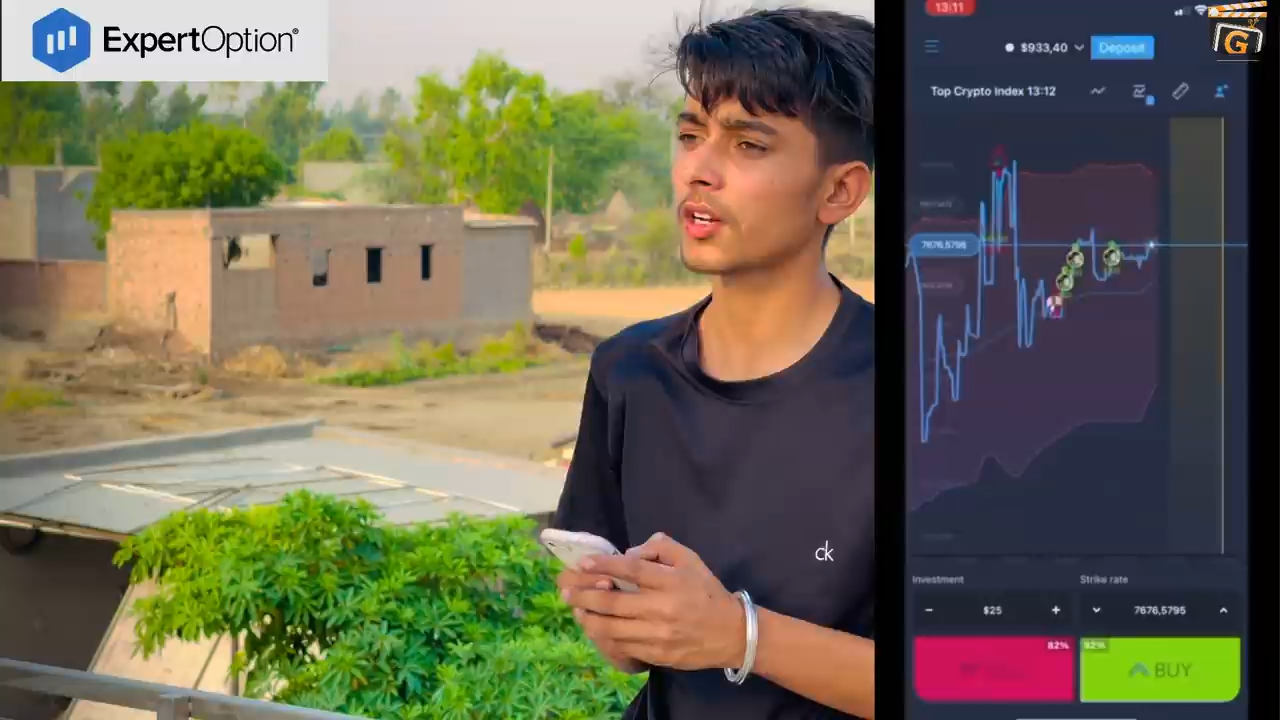 ExpertOption®
13:11
$933,40
Deposit
Top Crypto Index 13:12
7676,5795
Investment
Strike rate
- $25 +
7676,5795
82%
92%
BUY
ck
G